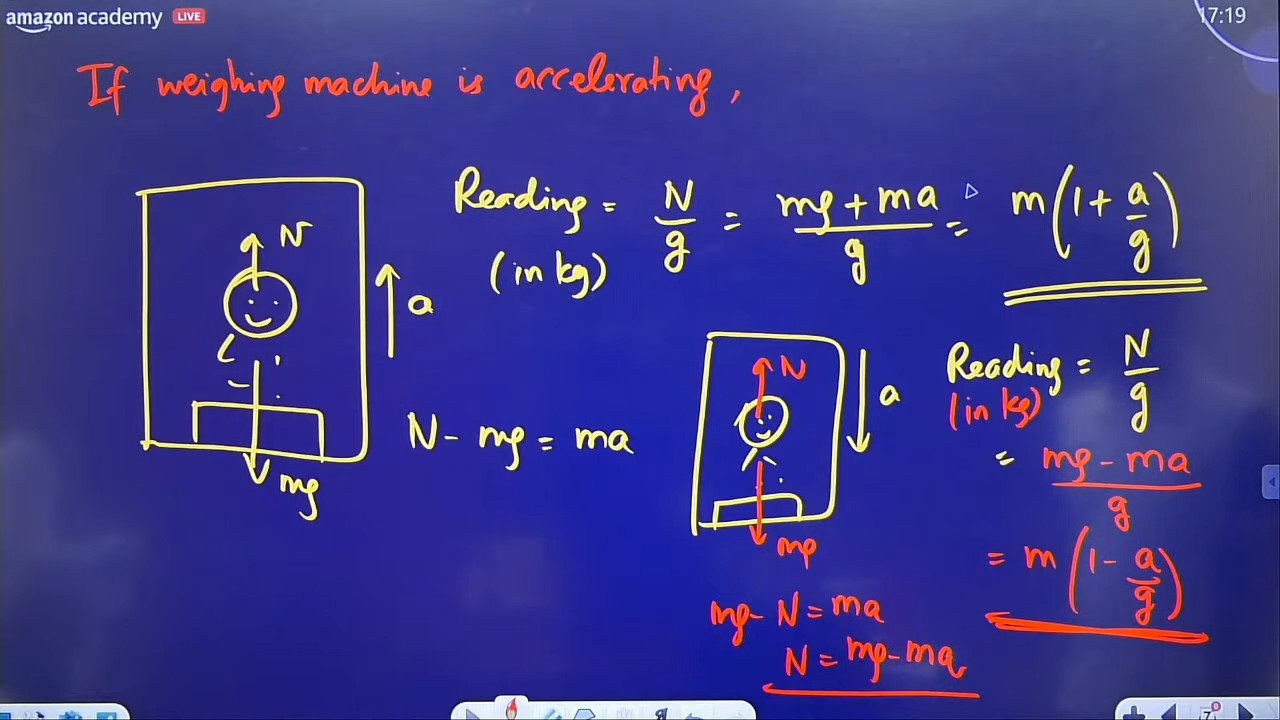 amazon academy LIVE
17:19
If weighing machine is accelerating,
Reading = N/g = mg + ma/g = m(1 + a/g)
(in kg)
N
a
mg
N - mg = ma
N
a
mg
mg - N = ma
N = mg - ma
Reading = N/g
(in kg)
= mg - ma/g
= m(1 - a/g)
7